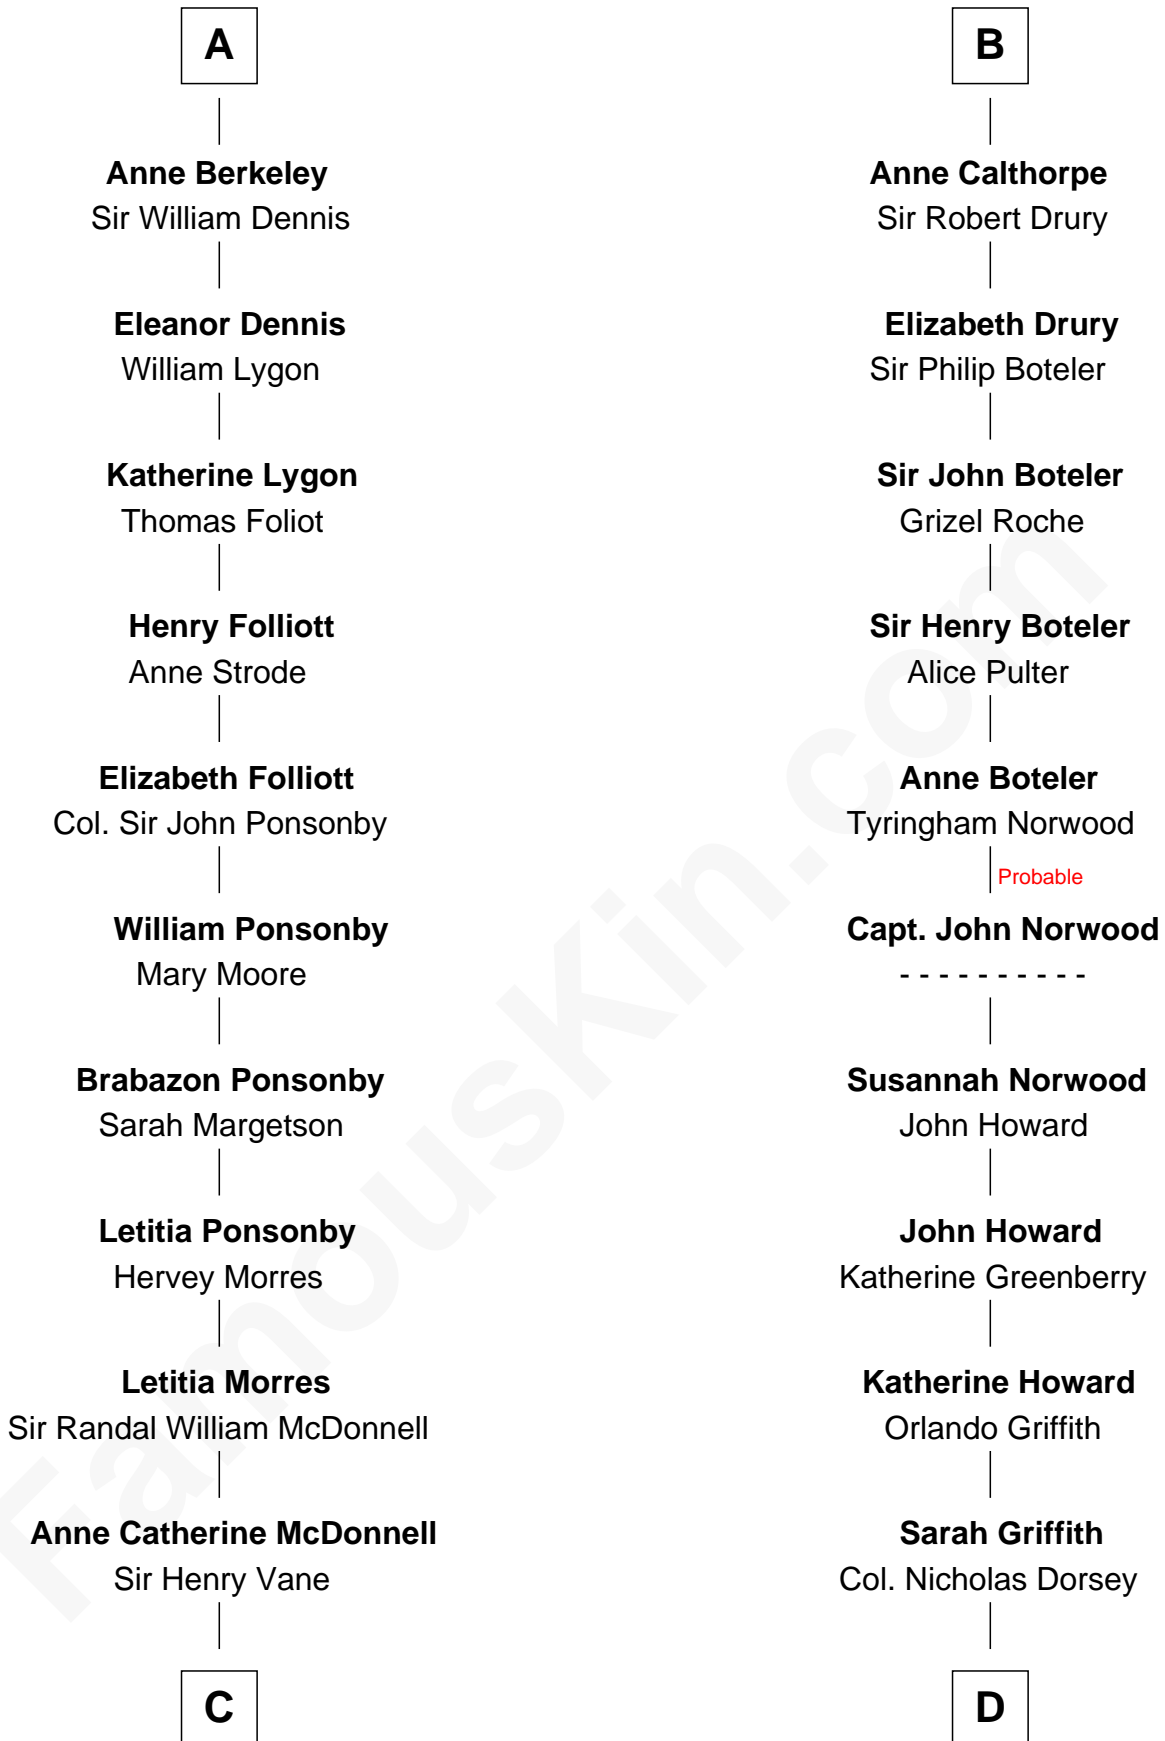 A
Anne Berkeley
Sir William Dennis
Eleanor Dennis
William Lygon
Katherine Lygon
Thomas Foliot
Henry Folliott
Anne Strode
Elizabeth Folliott
Col. Sir John Ponsonby
William Ponsonby
Mary Moore
Brabazon Ponsonby
Sarah Margetson
Letitia Ponsonby
Hervey Morres
Letitia Morres
Sir Randal William McDonnell
Anne Catherine McDonnell
Sir Henry Vane
C
B
Anne Calthorpe
Sir Robert Drury
Elizabeth Drury
Sir Philip Boteler
Sir John Boteler
Grizel Roche
Sir Henry Boteler
Alice Pulter
Anne Boteler
Tyringham Norwood
Probable
Capt. John Norwood
- - - - - - - - - -
Susannah Norwood
John Howard
John Howard
Katherine Greenberry
Katherine Howard
Orlando Griffith
Sarah Griffith
Col. Nicholas Dorsey
D
FamousKin.com